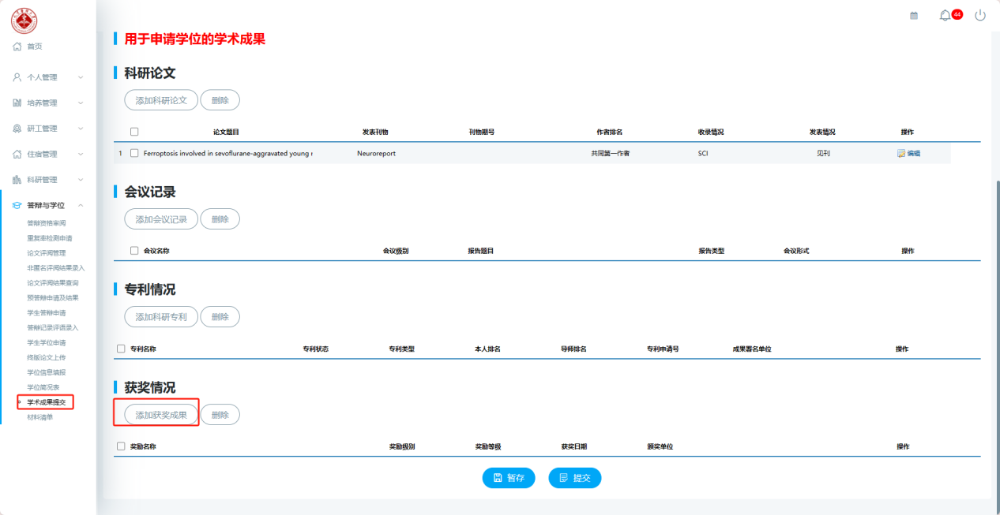 44
首页
个人管理
培养管理
研工管理
住宿管理
科研管理
答辩与学位
答辩资格审阅
重复率检测申请
论文评阅管理
非匿名评阅结果录入
论文评阅结果查询
预答辩申请及结果
学生答辩申请
答辩记录评语录入
学生学位申请
终版论文上传
学位信息填报
学位简况表
学术成果提交
材料清单
用于申请学位的学术成果
科研论文
添加科研论文 删除
论文题目 发表刊物 刊物期号 作者排名 收录情况 发表情况 操作
1 Ferroptosis involved in sevoflurane-aggravated young Neuroreport 共同第一作者 SCI 见刊 编辑
会议记录
添加会议记录 删除
会议名称 会议级别 报告题目 报告类型 会议形式 操作
专利情况
添加科研专利 删除
专利名称 专利状态 专利类型 本人排名 导师排名 专利申请号 成果署名单位 操作
获奖情况
添加获奖成果 删除
奖励名称 奖励级别 奖励等级 获奖日期 颁奖单位 操作
暂存 提交